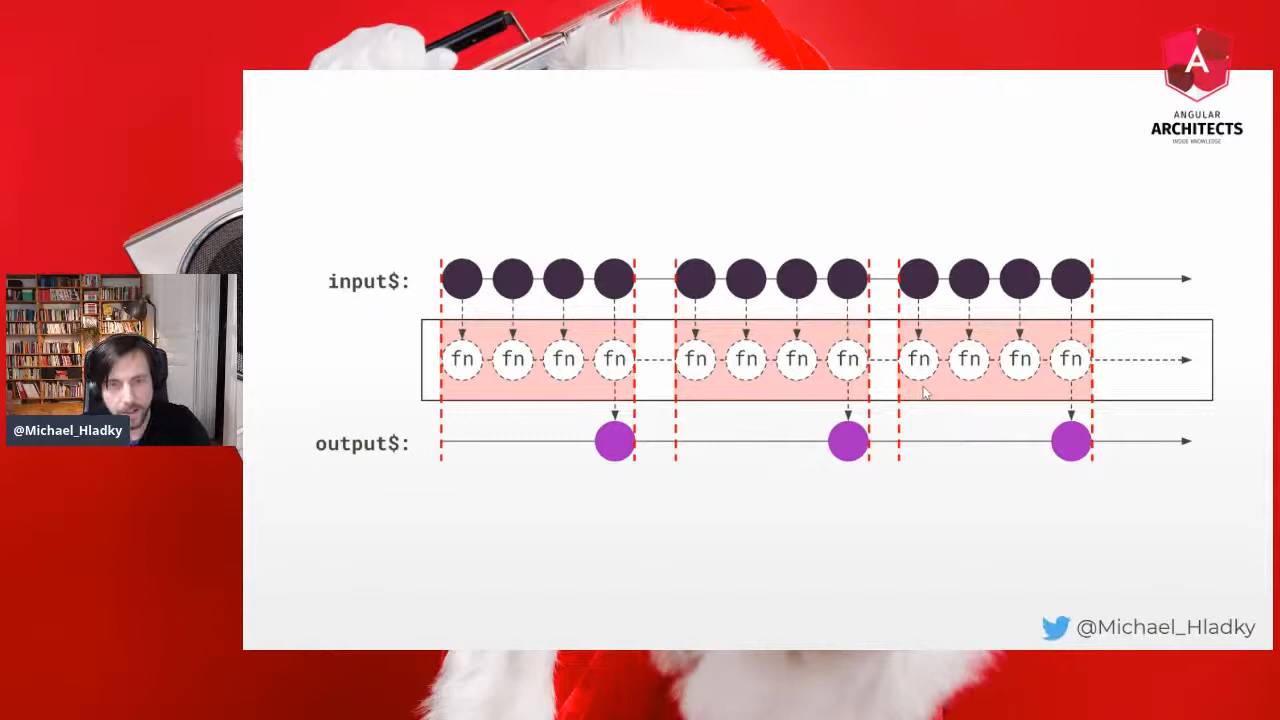 A
ANGULAR
ARCHITECTS
INSIDE KNOWLEDGE
input$:
fn fn fn fn fn fn fn fn fn fn fn fn
output$:
@Michael_Hladky
@Michael_Hladky